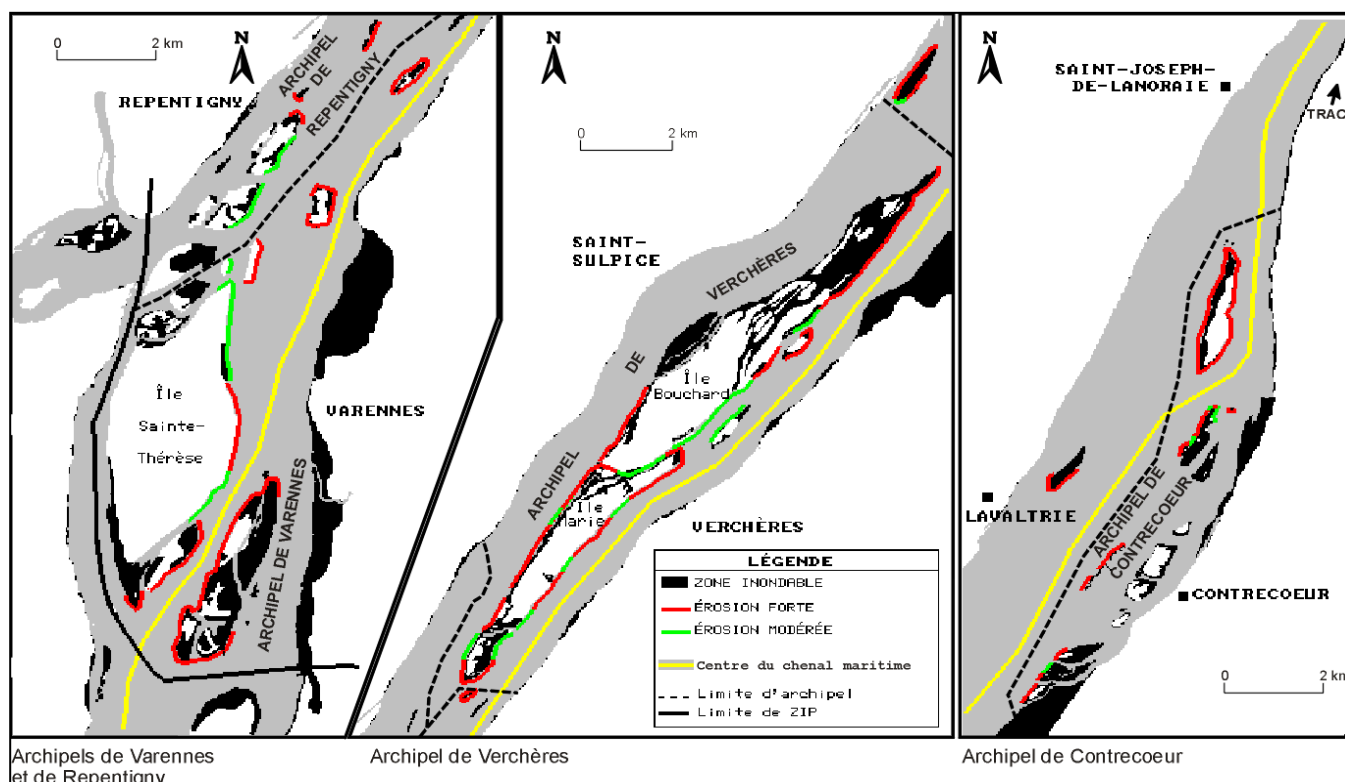 0
2 km
N
ARCHIPEL
DE
REPENTIGNY
REPENTIGNY
Île
Sainte-
Thérèse
VARENNES
ARCHIPEL DE VARENNES
Archipels de Varennes
et de Repentigny
N
0
2 km
SAINT-
SULPICE
ARCHIPEL
DE
VERCHÈRES
Île
Bouchard
Île
Marie
VERCHÈRES
LÉGENDE
ZONE INONDABLE
ÉROSION FORTE
ÉROSION MODÉRÉE
Centre du chenal maritime
Limite d'archipel
Limite de ZIP
Archipel de Verchères
N
SAINT-JOSEPH-
DE-LANORAIE
TRAC
LAVALTRIE
ARCHIPEL DE
CONTRECOEUR
CONTRECOEUR
0
2 km
Archipel de Contrecoeur